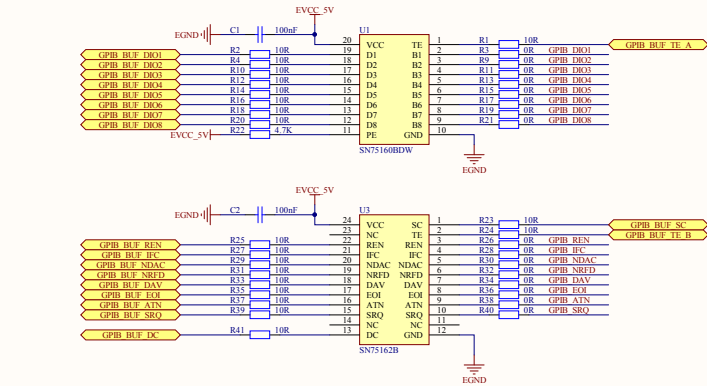 EVCC_5V
EGND C1 100nF U1
20 VCC TE 1 R1 10R GPIB_BUF_TE_A
GPIB_BUF_DIO1 R2 10R 19 D1 B1 2 R3 0R GPIB_DIO1
GPIB_BUF_DIO2 R4 10R 18 D2 B2 3 R9 0R GPIB_DIO2
GPIB_BUF_DIO3 R10 10R 17 D3 B3 4 R11 0R GPIB_DIO3
GPIB_BUF_DIO4 R12 10R 16 D4 B4 5 R13 0R GPIB_DIO4
GPIB_BUF_DIO5 R14 10R 15 D5 B5 6 R15 0R GPIB_DIO5
GPIB_BUF_DIO6 R16 10R 14 D6 B6 7 R17 0R GPIB_DIO6
GPIB_BUF_DIO7 R18 10R 13 D7 B7 8 R19 0R GPIB_DIO7
GPIB_BUF_DIO8 R20 10R 12 D8 B8 9 R21 0R GPIB_DIO8
EVCC_5V R22 4.7K 11 PE GND 10
SN75160BDW
EGND
EVCC_5V
EGND C2 100nF U3
24 VCC SC 1 R23 10R GPIB_BUF_SC
23 NC TE 2 R24 10R GPIB_BUF_TE_B
GPIB_BUF_REN R25 10R 22 REN REN 3 R26 0R GPIB_REN
GPIB_BUF_IFC R27 10R 21 IFC IFC 4 R28 0R GPIB_IFC
GPIB_BUF_NDAC R29 10R 20 NDAC NDAC 5 R30 0R GPIB_NDAC
GPIB_BUF_NRFD R31 10R 19 NRFD NRFD 6 R32 0R GPIB_NRFD
GPIB_BUF_DAV R33 10R 18 DAV DAV 7 R34 0R GPIB_DAV
GPIB_BUF_EOI R35 10R 17 EOI EOI 8 R36 0R GPIB_EOI
GPIB_BUF_ATN R37 10R 16 ATN ATN 9 R38 0R GPIB_ATN
GPIB_BUF_SRQ R39 10R 15 SRQ SRQ 10 R40 0R GPIB_SRQ
14 NC NC 11
GPIB_BUF_DC R41 10R 13 DC GND 12
SN75162B
EGND